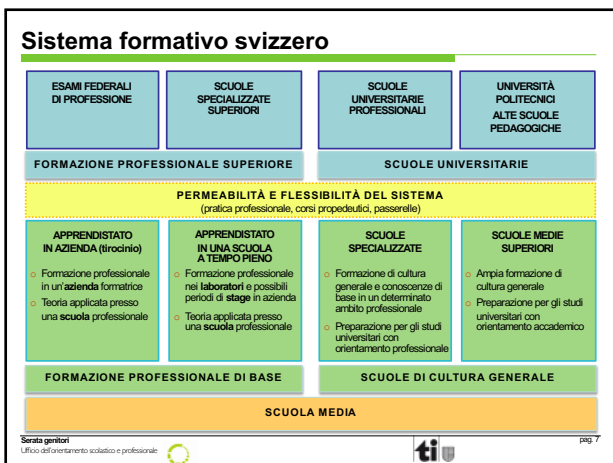 Sistema formativo svizzero
ESAMI FEDERALI
DI PROFESSIONE
SCUOLE
SPECIALIZZATE
SUPERIORI
SCUOLE
UNIVERSITARIE
PROFESSIONALI
UNIVERSITÀ
POLITECNICI
ALTE SCUOLE
PEDAGOGICHE
FORMAZIONE PROFESSIONALE SUPERIORE
SCUOLE UNIVERSITARIE
PERMEABILITÀ E FLESSIBILITÀ DEL SISTEMA
(pratica professionale, corsi propedeutici, passerelle)
APPRENDISTATO
IN AZIENDA (tirocinio)
o Formazione professionale
in un'azienda formatrice
o Teoria applicata presso
una scuola professionale
APPRENDISTATO
IN UNA SCUOLA
A TEMPO PIENO
o Formazione professionale
nei laboratori e possibili
periodi di stage in azienda
o Teoria applicata presso
una scuola professionale
SCUOLE
SPECIALIZZATE
o Formazione di cultura
generale e conoscenze di
base in un determinato
ambito professionale
o Preparazione per gli studi
universitari con
orientamento professionale
SCUOLE MEDIE
SUPERIORI
o Ampia formazione di
cultura generale
o Preparazione per gli studi
universitari con
orientamento accademico
FORMAZIONE PROFESSIONALE DI BASE
SCUOLE DI CULTURA GENERALE
SCUOLA MEDIA
Serata genitori
Ufficio dell'orientamento scolastico e professionale
ti
pag. 7